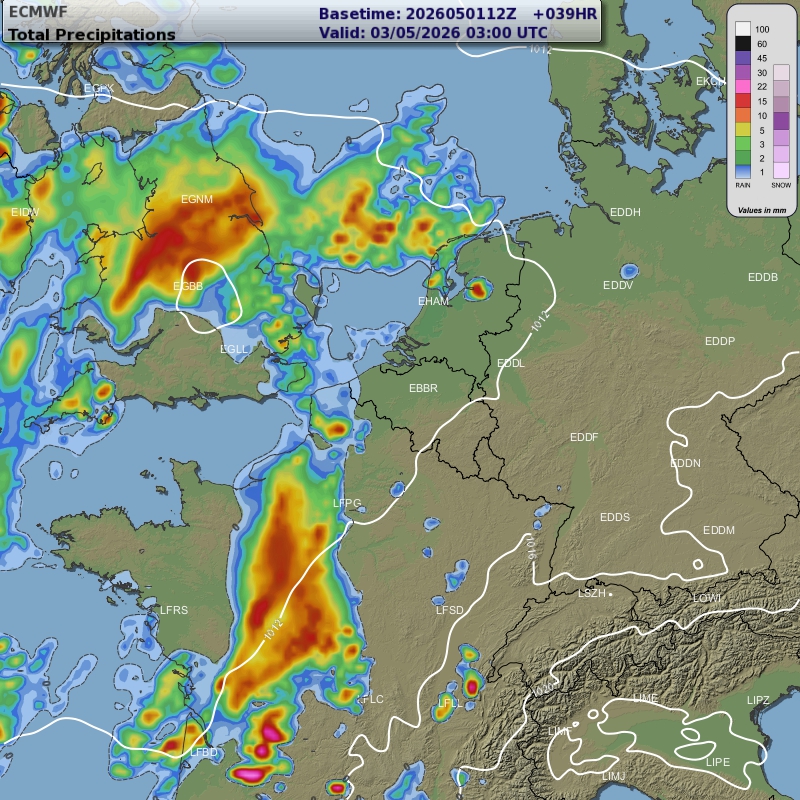 ECMWF
Basetime: 2026050112Z +039HR
Total Precipitations
Valid: 03/05/2026 03:00 UTC
1012
EGPK
EKCH
100
60
45
30
22
15
10
5
3
2
1
RAIN
SNOW
Values in mm
EIDW
EGNM
EDDH
EGBB
EHAM
EDDV
EDDB
1012
EGLL
EDDL
EDDP
EBBR
EDDF
EDDN
LFPG
EDDS
EDDM
1016
LSZH
LOWI
LFRS
LFSD
1012
LFLC
LFLL
1020
LIME
LIPZ
LIMF
LFBD
LIPE
LIMJ